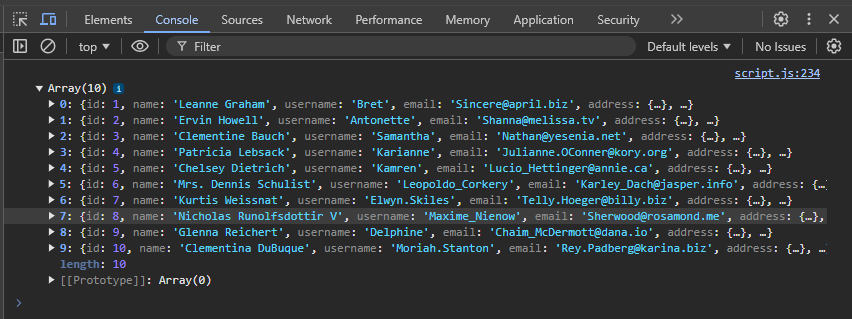 Elements Console Sources Network Performance Memory Application Security
top Filter Default levels No Issues
script.js:234
Array(10) i
0: {id: 1, name: 'Leanne Graham', username: 'Bret', email: 'Sincere@april.biz', address: {…}, …}
1: {id: 2, name: 'Ervin Howell', username: 'Antonette', email: 'Shanna@melissa.tv', address: {…}, …}
2: {id: 3, name: 'Clementine Bauch', username: 'Samantha', email: 'Nathan@yesenia.net', address: {…}, …}
3: {id: 4, name: 'Patricia Lebsack', username: 'Karianne', email: 'Julianne.OConner@kory.org', address: {…}, …}
4: {id: 5, name: 'Chelsey Dietrich', username: 'Kamren', email: 'Lucio_Hettinger@annie.ca', address: {…}, …}
5: {id: 6, name: 'Mrs. Dennis Schulist', username: 'Leopoldo_Corkery', email: 'Karley_Dach@jasper.info', address: {…},
6: {id: 7, name: 'Kurtis Weissnat', username: 'Elwyn.Skiles', email: 'Telly.Hoeger@billy.biz', address: {…}, …}
7: {id: 8, name: 'Nicholas Runolfsdottir V', username: 'Maxime_Nienow', email: 'Sherwood@rosamond.me', address: {…},
8: {id: 9, name: 'Glenna Reichert', username: 'Delphine', email: 'Chaim_McDermott@dana.io', address: {…}, …}
9: {id: 10, name: 'Clementina DuBuque', username: 'Moriah.Stanton', email: 'Rey.Padberg@karina.biz', address: {…}, …
length: 10
[[Prototype]]: Array(0)